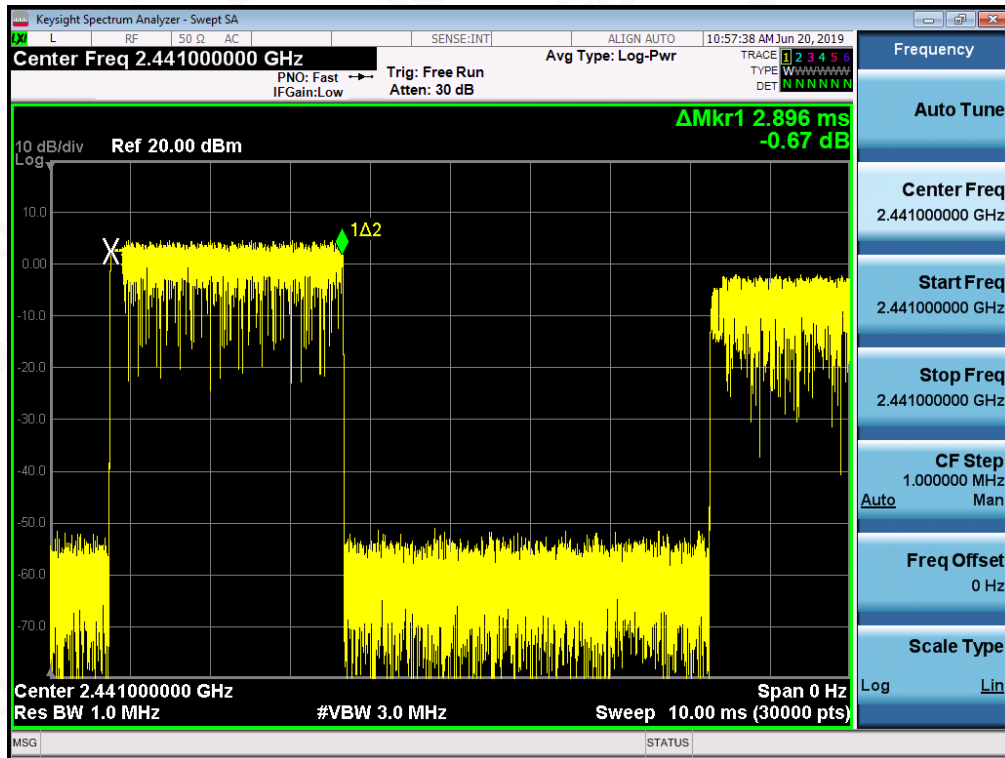 Keysight Spectrum Analyzer - Swept SA
LXI L RF 50 Ω AC SENSE:INT ALIGN AUTO 10:57:38 AM Jun 20, 2019
Center Freq 2.441000000 GHz
PNO: Fast
IFGain:Low
Trig: Free Run
Atten: 30 dB
Avg Type: Log-Pwr
TRACE 1 2 3 4 5 6
TYPE WWWWWW
DET N N N N N N
ΔMkr1 2.896 ms
-0.67 dB
10 dB/div Ref 20.00 dBm
Log
1Δ2
10.0
0.00
-10.0
-20.0
-30.0
-40.0
-50.0
-60.0
-70.0
Center 2.441000000 GHz Span 0 Hz
Res BW 1.0 MHz #VBW 3.0 MHz Sweep 10.00 ms (30000 pts)
MSG STATUS
Frequency
Auto Tune
Center Freq
2.441000000 GHz
Start Freq
2.441000000 GHz
Stop Freq
2.441000000 GHz
CF Step
1.000000 MHz
Auto Man
Freq Offset
0 Hz
Scale Type
Log Lin